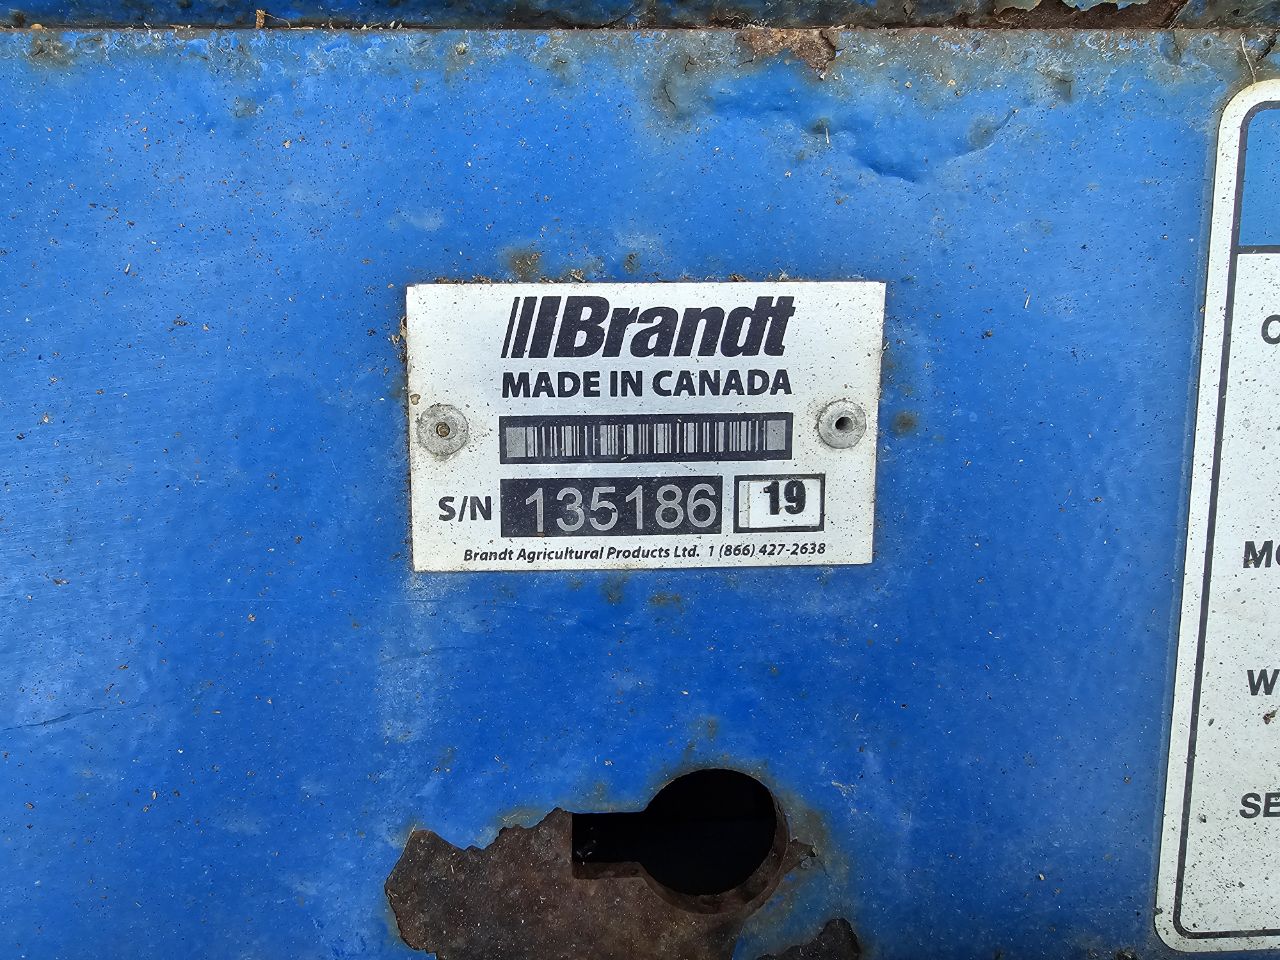 Brandt
MADE IN CANADA
S/N 135186 19
Brandt Agricultural Products Ltd. 1 (866) 427-2638